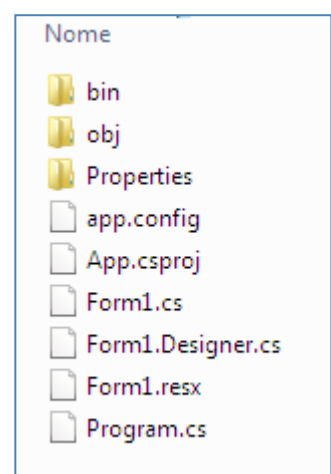 Nome
bin
obj
Properties
app.config
App.csproj
Form1.cs
Form1.Designer.cs
Form1.resx
Program.cs